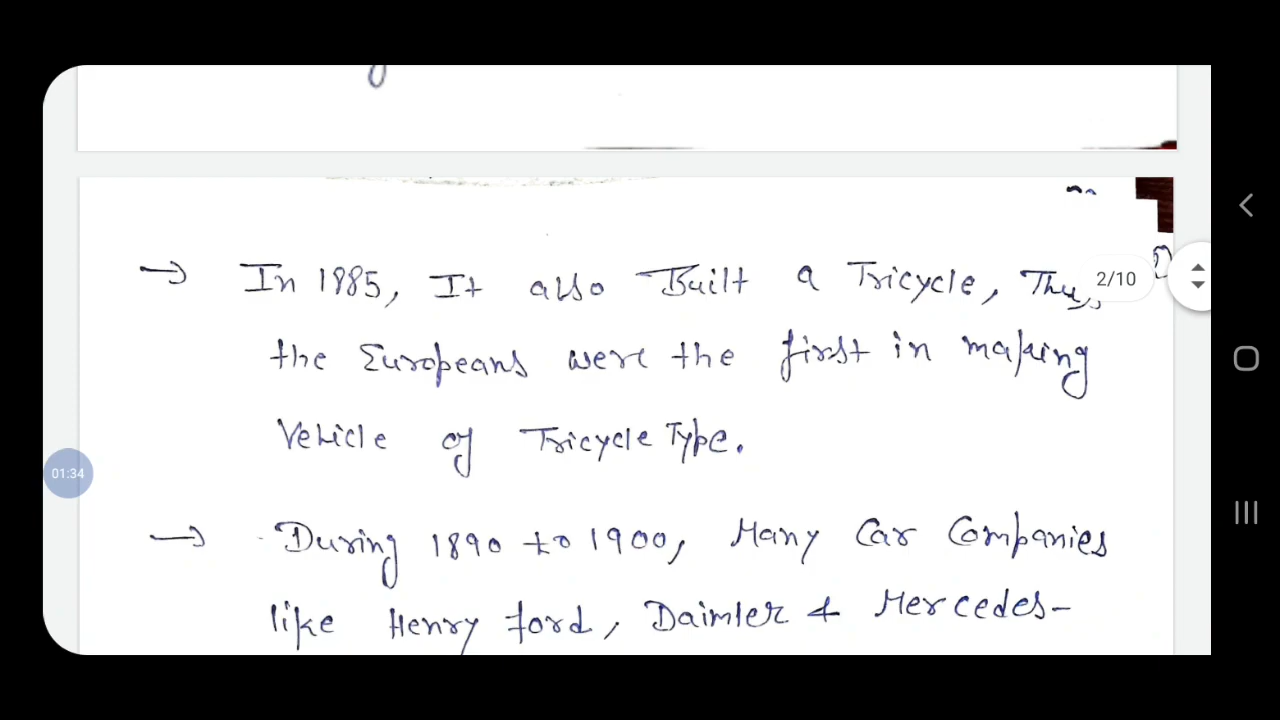 → In 1885, It also Built a Tricycle, Thus
2/10
the Europeans were the first in making
Vehicle of Tricycle Type.
01:34
→ During 1890 to 1900, Many Car Companies
like Henry Ford, Daimler & Mercedes-